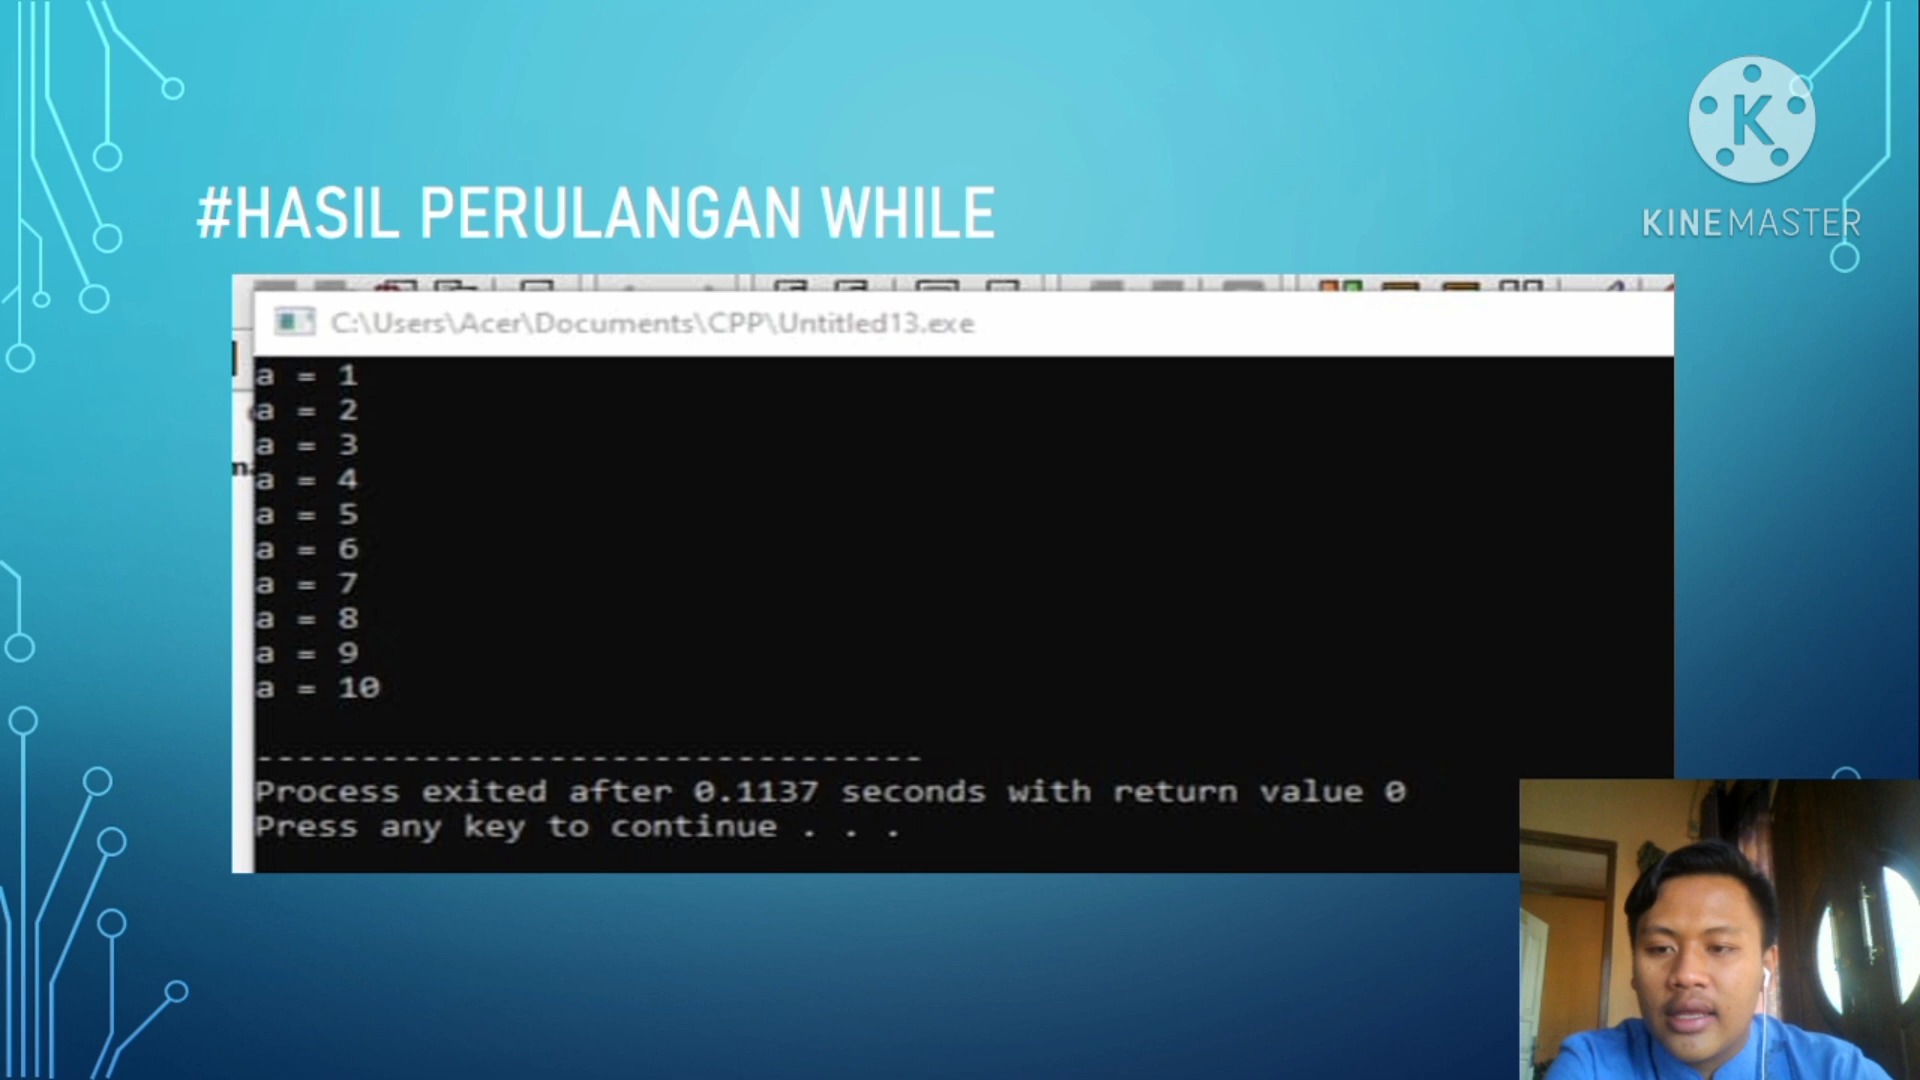 K
KINEMASTER
#HASIL PERULANGAN WHILE
C:\Users\Acer\Documents\CPP\Untitled13.exe
a = 1
a = 2
a = 3
a = 4
a = 5
a = 6
a = 7
a = 8
a = 9
a = 10
--------------------------------
Process exited after 0.1137 seconds with return value 0
Press any key to continue . . .